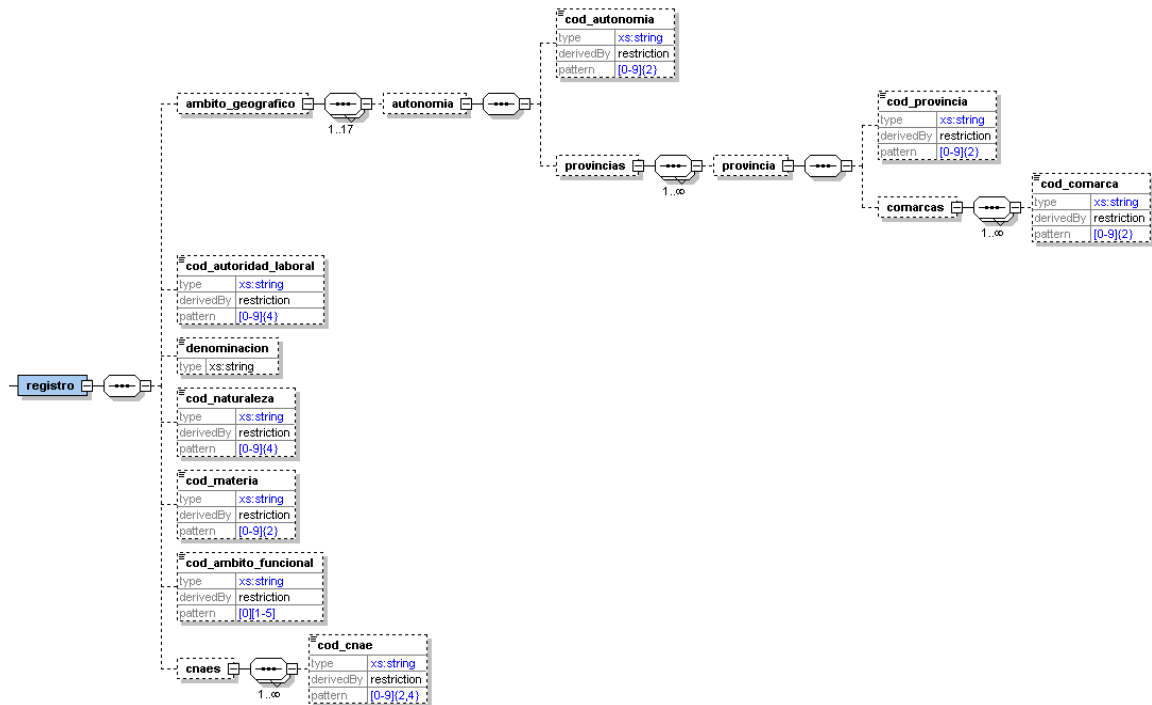 cod_autonomia
type xs:string
derivedBy restriction
pattern [0-9]{2}
ambito_geografico
1..17
autonomia
provincias
1..∞
provincia
cod_provincia
type xs:string
derivedBy restriction
pattern [0-9]{2}
comarcas
1..∞
cod_comarca
type xs:string
derivedBy restriction
pattern [0-9]{2}
registro
cod_autoridad_laboral
type xs:string
derivedBy restriction
pattern [0-9]{4}
denominacion
type xs:string
cod_naturaleza
type xs:string
derivedBy restriction
pattern [0-9]{4}
cod_materia
type xs:string
derivedBy restriction
pattern [0-9]{2}
cod_ambito_funcional
type xs:string
derivedBy restriction
pattern [0][1-5]
cnaes
1..∞
cod_cnae
type xs:string
derivedBy restriction
pattern [0-9]{2,4}